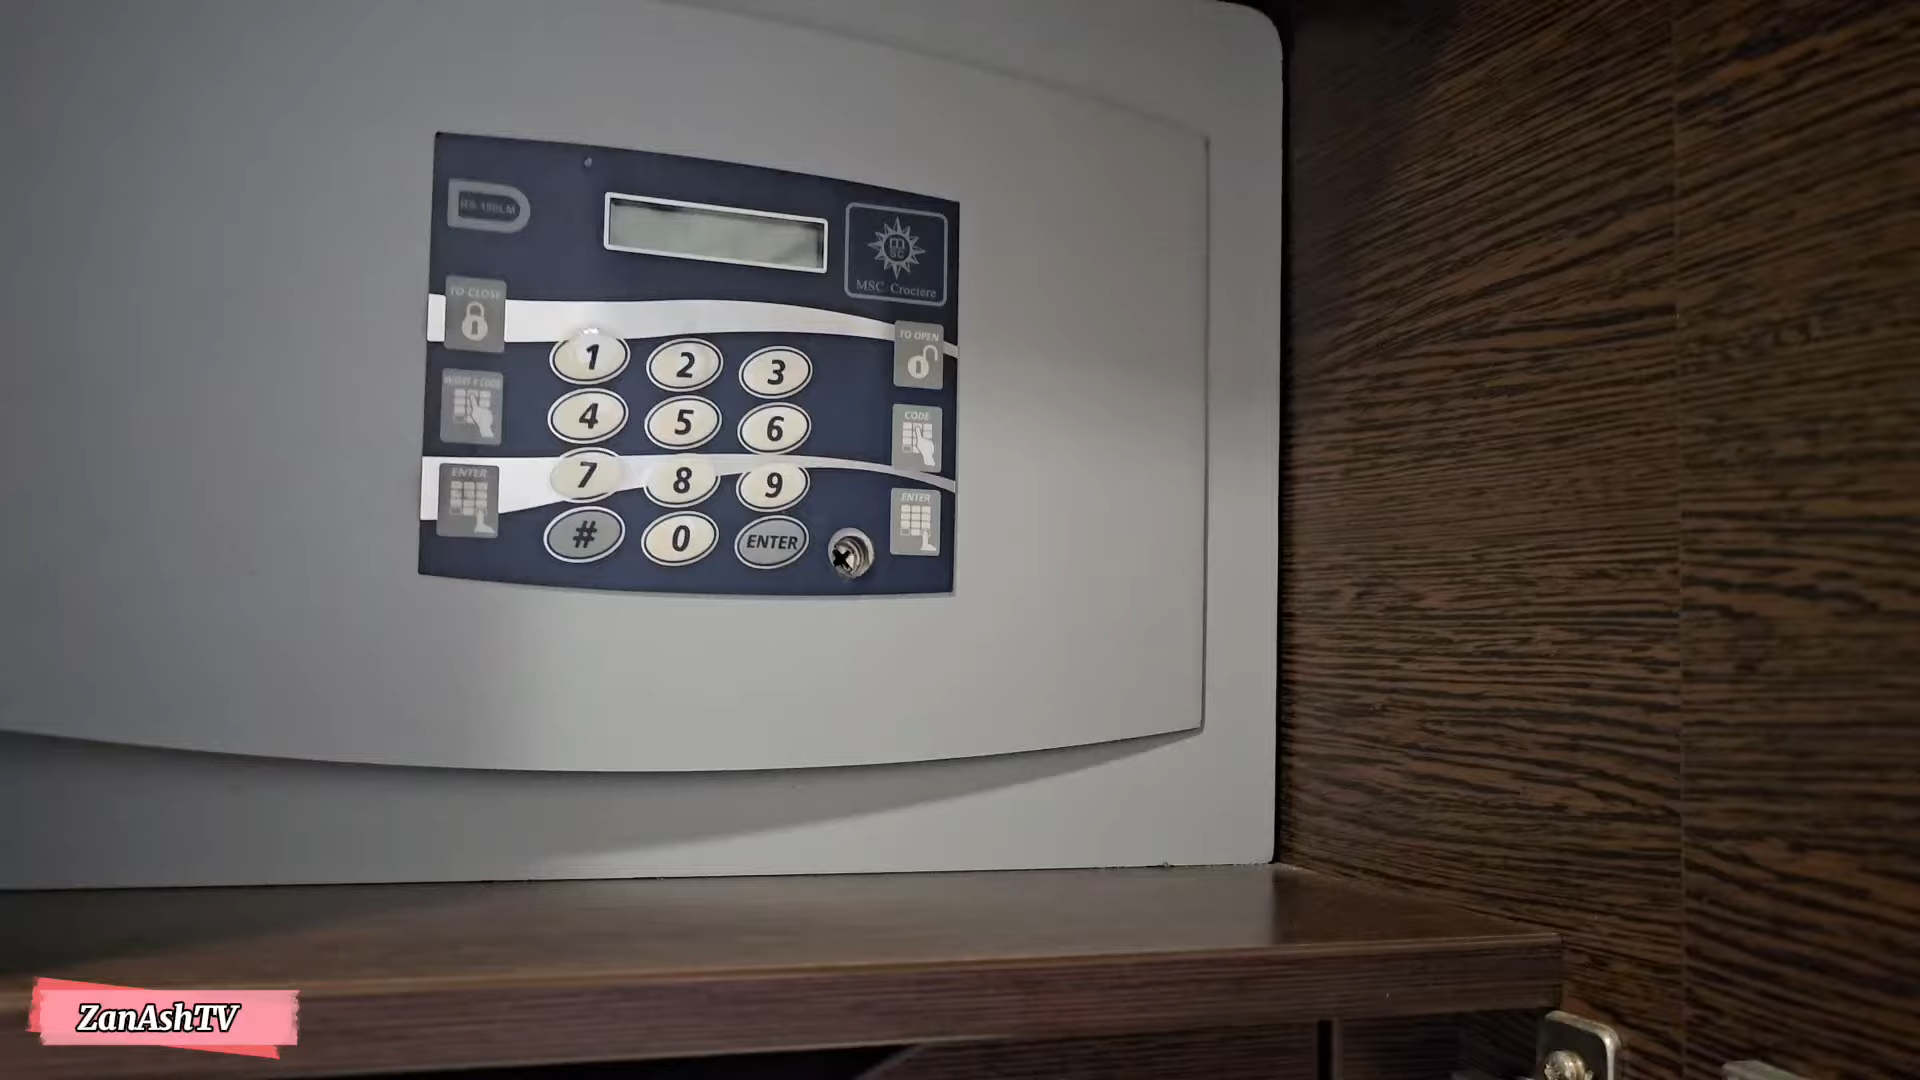 RS-100LM
m
SC
MSC Crociere
TO CLOSE
TO OPEN
1 2 3
CODE
4 5 6
ENTER
7 8 9
ENTER
# 0 ENTER
ZanAshTV